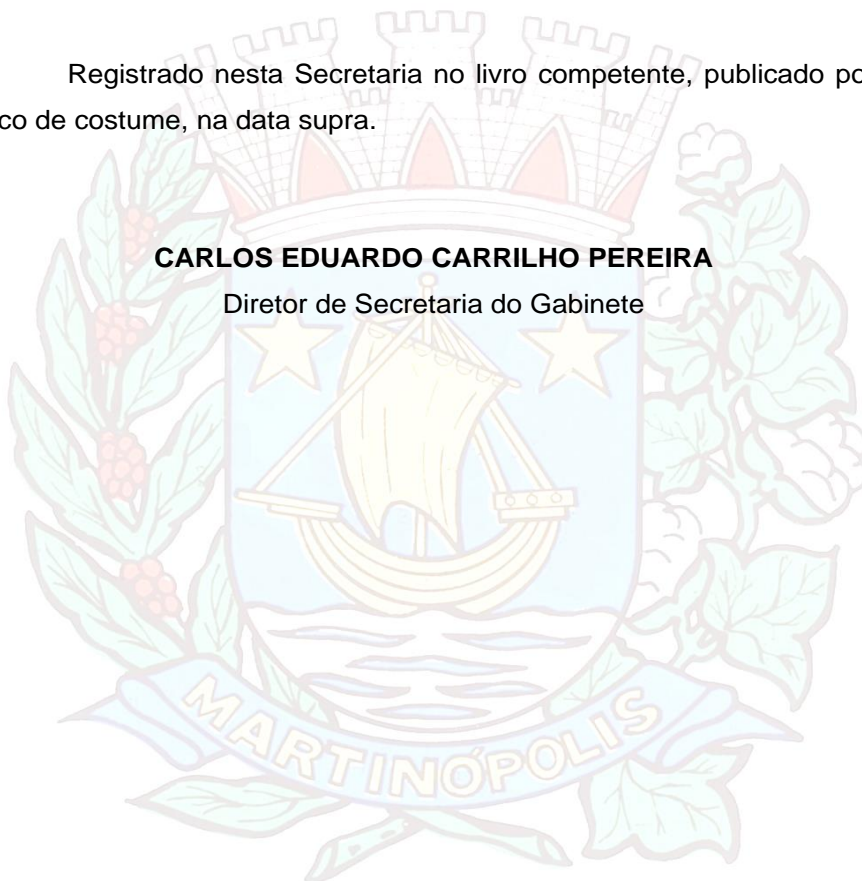 Registrado nesta Secretaria no livro competente, publicado po
co de costume, na data supra.
CARLOS EDUARDO CARRILHO PEREIRA
Diretor de Secretaria do Gabinete
MARTINÓPOLIS